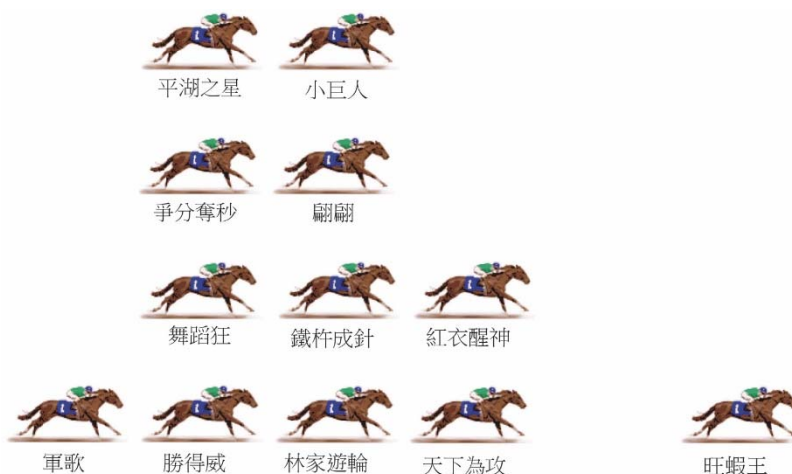 平湖之星 小巨人
爭分奪秒 翩翩
舞蹈狂 鐵杵成針 紅衣醒神
軍歌 勝得威 林家遊輪 天下為攻 旺蝦王